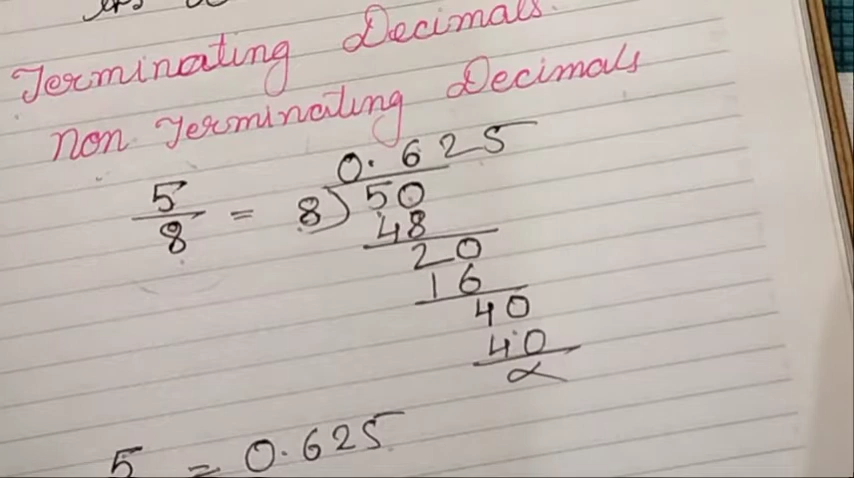 Terminating Decimals.
non Terminating Decimals
0.625
5/8 = 8)50
48
20
16
40
40
×
5 = 0.625